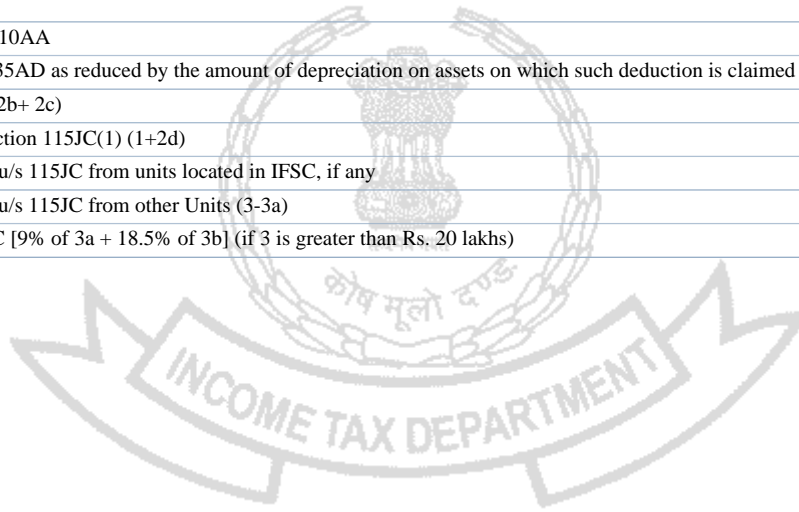 10AA
35AD as reduced by the amount of depreciation on assets on which such deduction is claimed
2b+ 2c)
ction 115JC(1) (1+2d)
u/s 115JC from units located in IFSC, if any
u/s 115JC from other Units (3-3a)
C [9% of 3a + 18.5% of 3b] (if 3 is greater than Rs. 20 lakhs)
कोष मूलो दण्डः
INCOME TAX DEPARTMENT